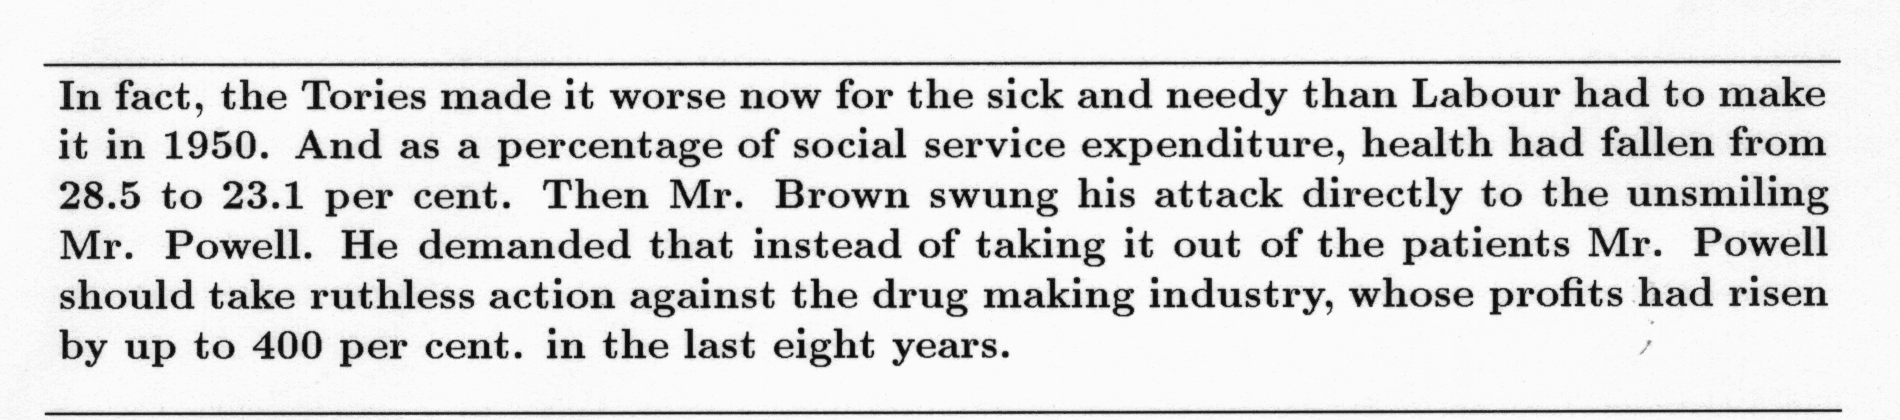 In fact, the Tories made it worse now for the sick and needy than Labour had to make
it in 1950. And as a percentage of social service expenditure, health had fallen from
28.5 to 23.1 per cent. Then Mr. Brown swung his attack directly to the unsmiling
Mr. Powell. He demanded that instead of taking it out of the patients Mr. Powell
should take ruthless action against the drug making industry, whose profits had risen
by up to 400 per cent. in the last eight years.